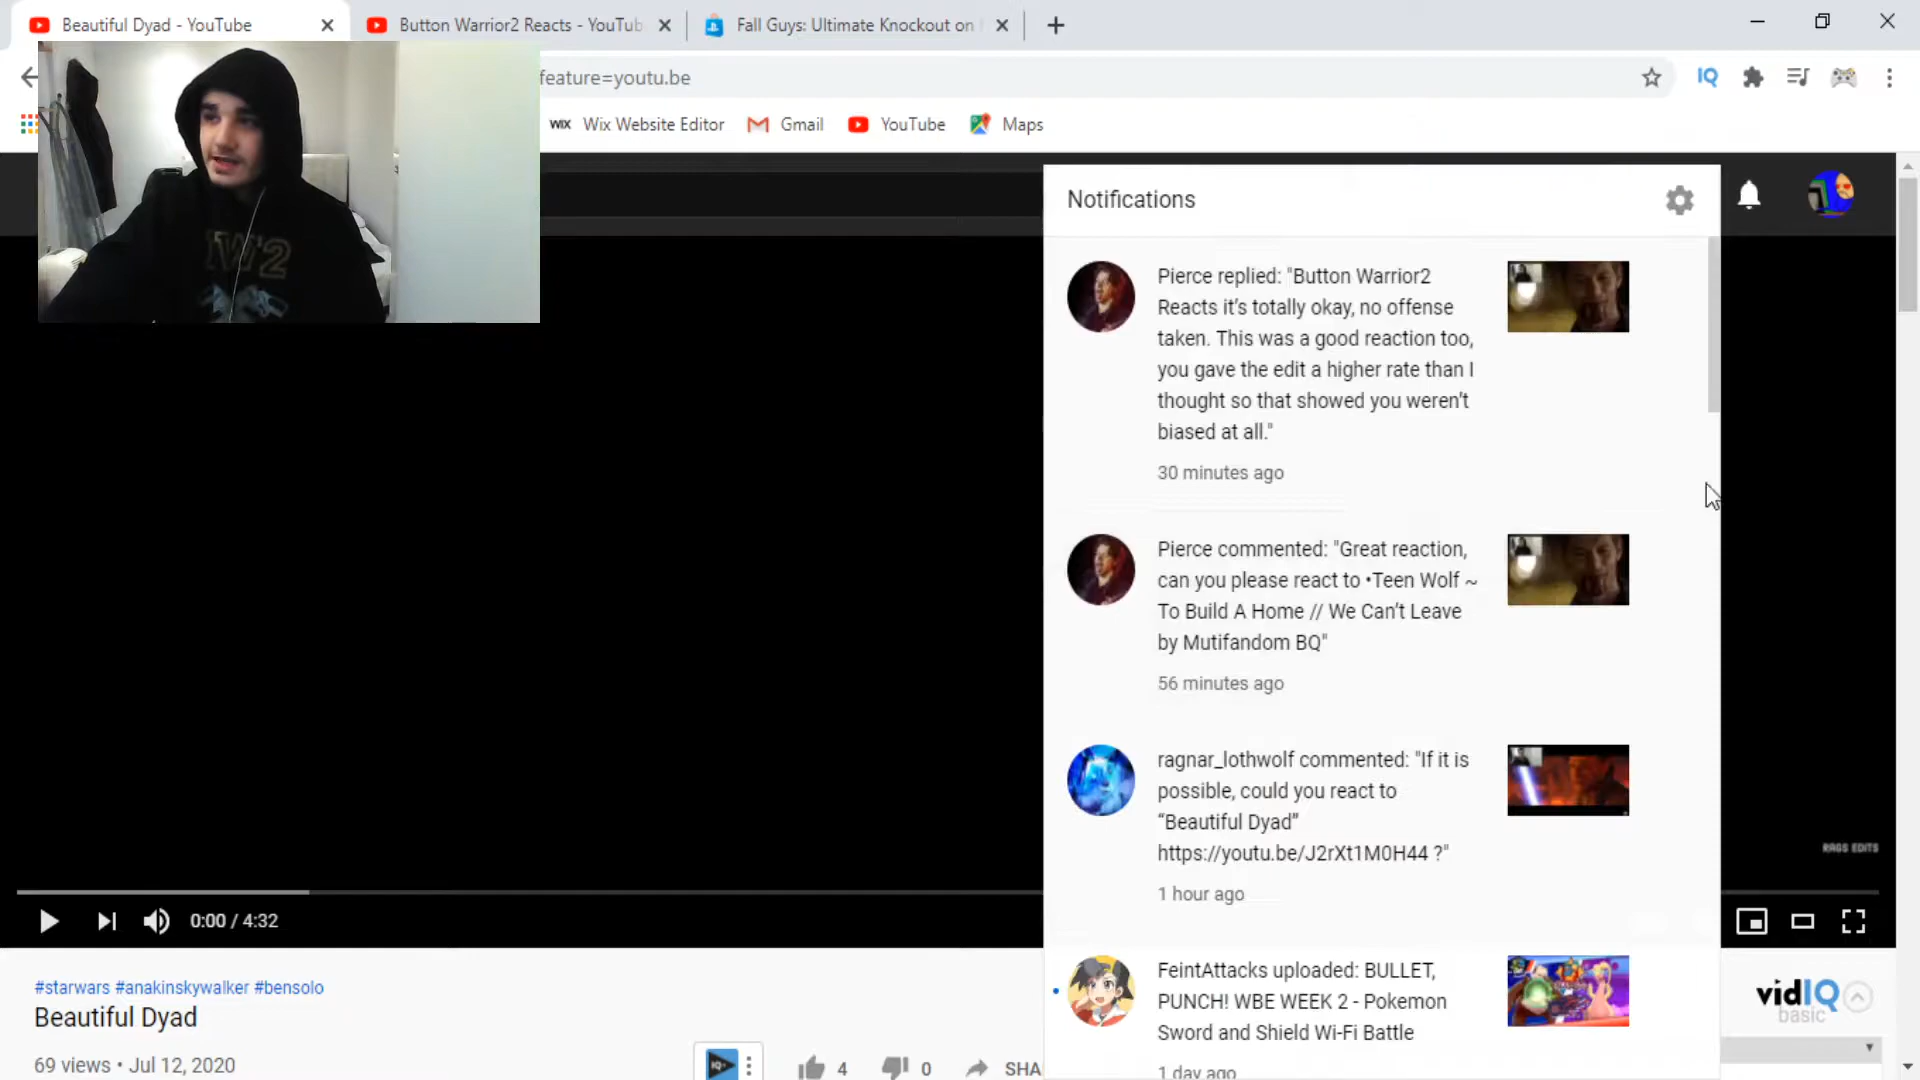 Beautiful Dyad - YouTube
Button Warrior2 Reacts - YouTub
Fall Guys: Ultimate Knockout on
feature=youtu.be
IQ
WIX Wix Website Editor
Gmail
YouTube
Maps
Notifications
Pierce replied: "Button Warrior2
Reacts it's totally okay, no offense
taken. This was a good reaction too,
you gave the edit a higher rate than I
thought so that showed you weren't
biased at all."
30 minutes ago
Pierce commented: "Great reaction,
can you please react to •Teen Wolf ~
To Build A Home // We Can't Leave
by Mutifandom BQ"
56 minutes ago
ragnar_lothwolf commented: "If it is
possible, could you react to
“Beautiful Dyad”
https://youtu.be/J2rXt1M0H44 ?"
1 hour ago
FeintAttacks uploaded: BULLET,
PUNCH! WBE WEEK 2 - Pokemon
Sword and Shield Wi-Fi Battle
1 day ago
RAGS EDITS
0:00 / 4:32
#starwars #anakinskywalker #bensolo
Beautiful Dyad
69 views • Jul 12, 2020
4
0
SHA
vidIQ
basic